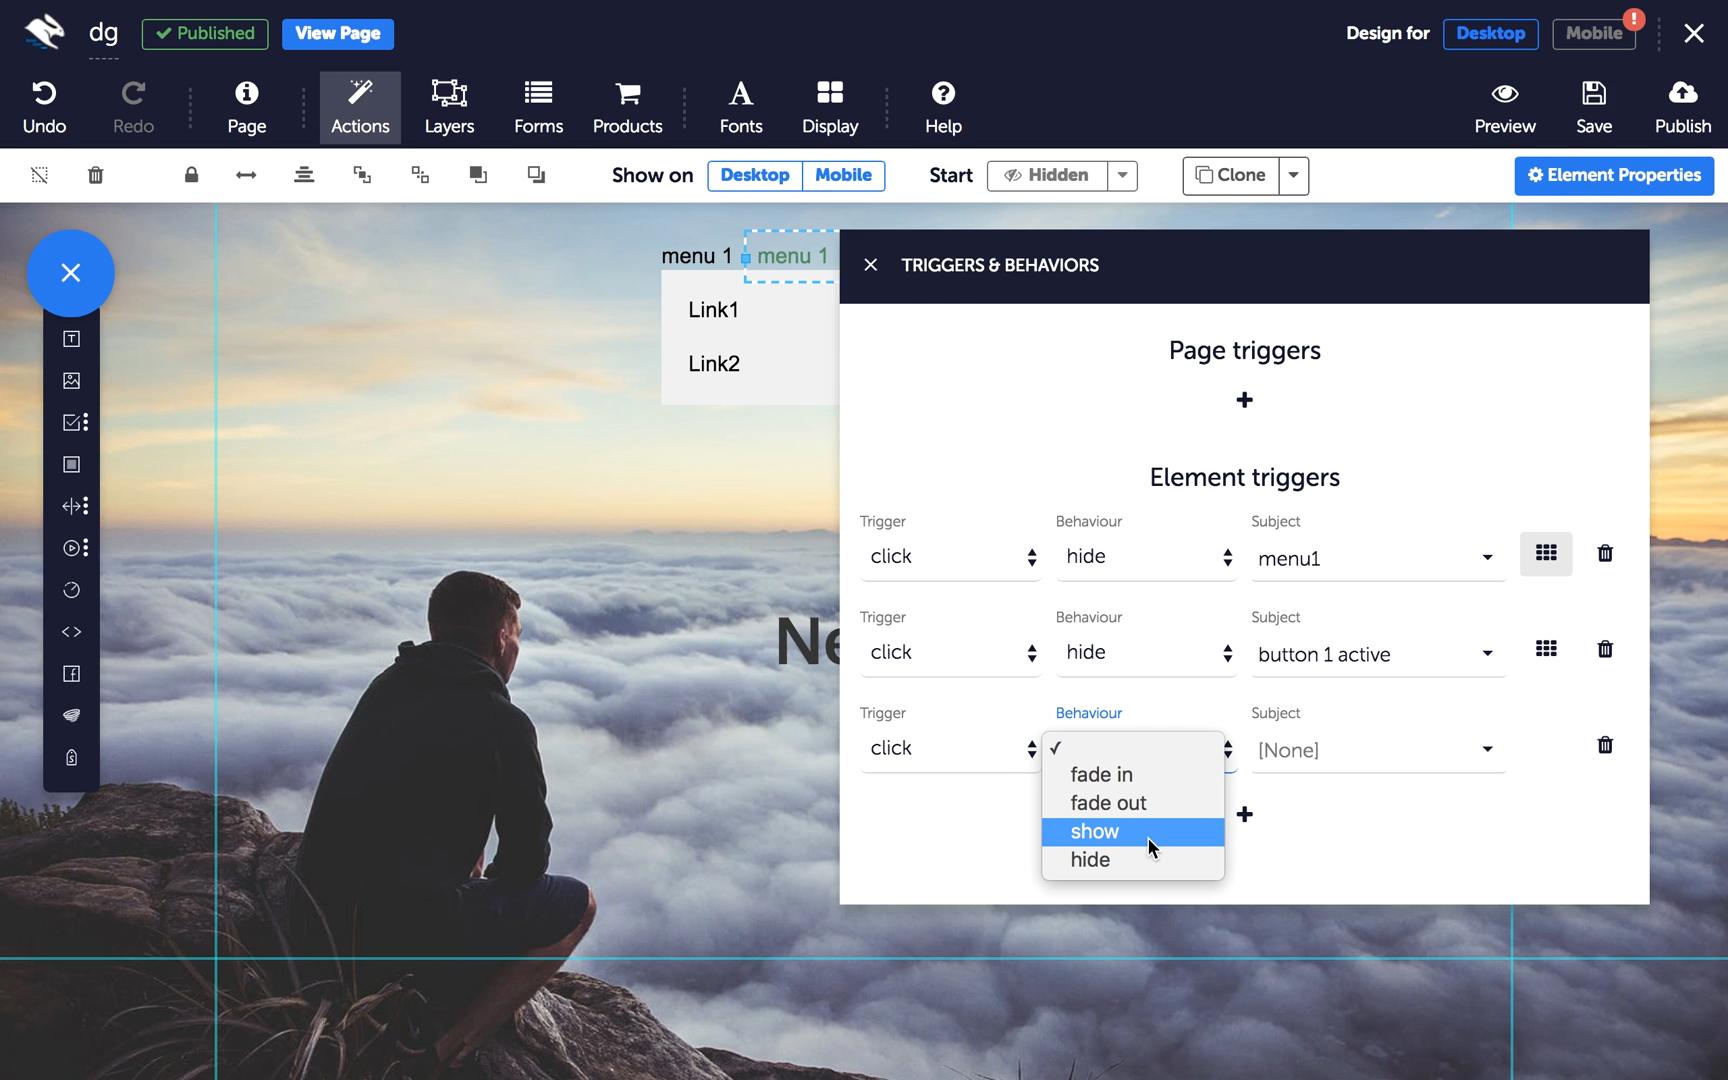 dg
Published
View Page
Design for
Desktop
Mobile
!
Undo
Redo
Page
Actions
Layers
Forms
Products
Fonts
Display
Help
Preview
Save
Publish
Show on
Desktop
Mobile
Start
Hidden
Clone
Element Properties
menu 1
menu 1
Link1
Link2
Ne
TRIGGERS & BEHAVIORS
Page triggers
Element triggers
Trigger
Behaviour
Subject
click
hide
menu1
Trigger
Behaviour
Subject
click
hide
button 1 active
Trigger
Behaviour
Subject
click
[None]
fade in
fade out
show
hide